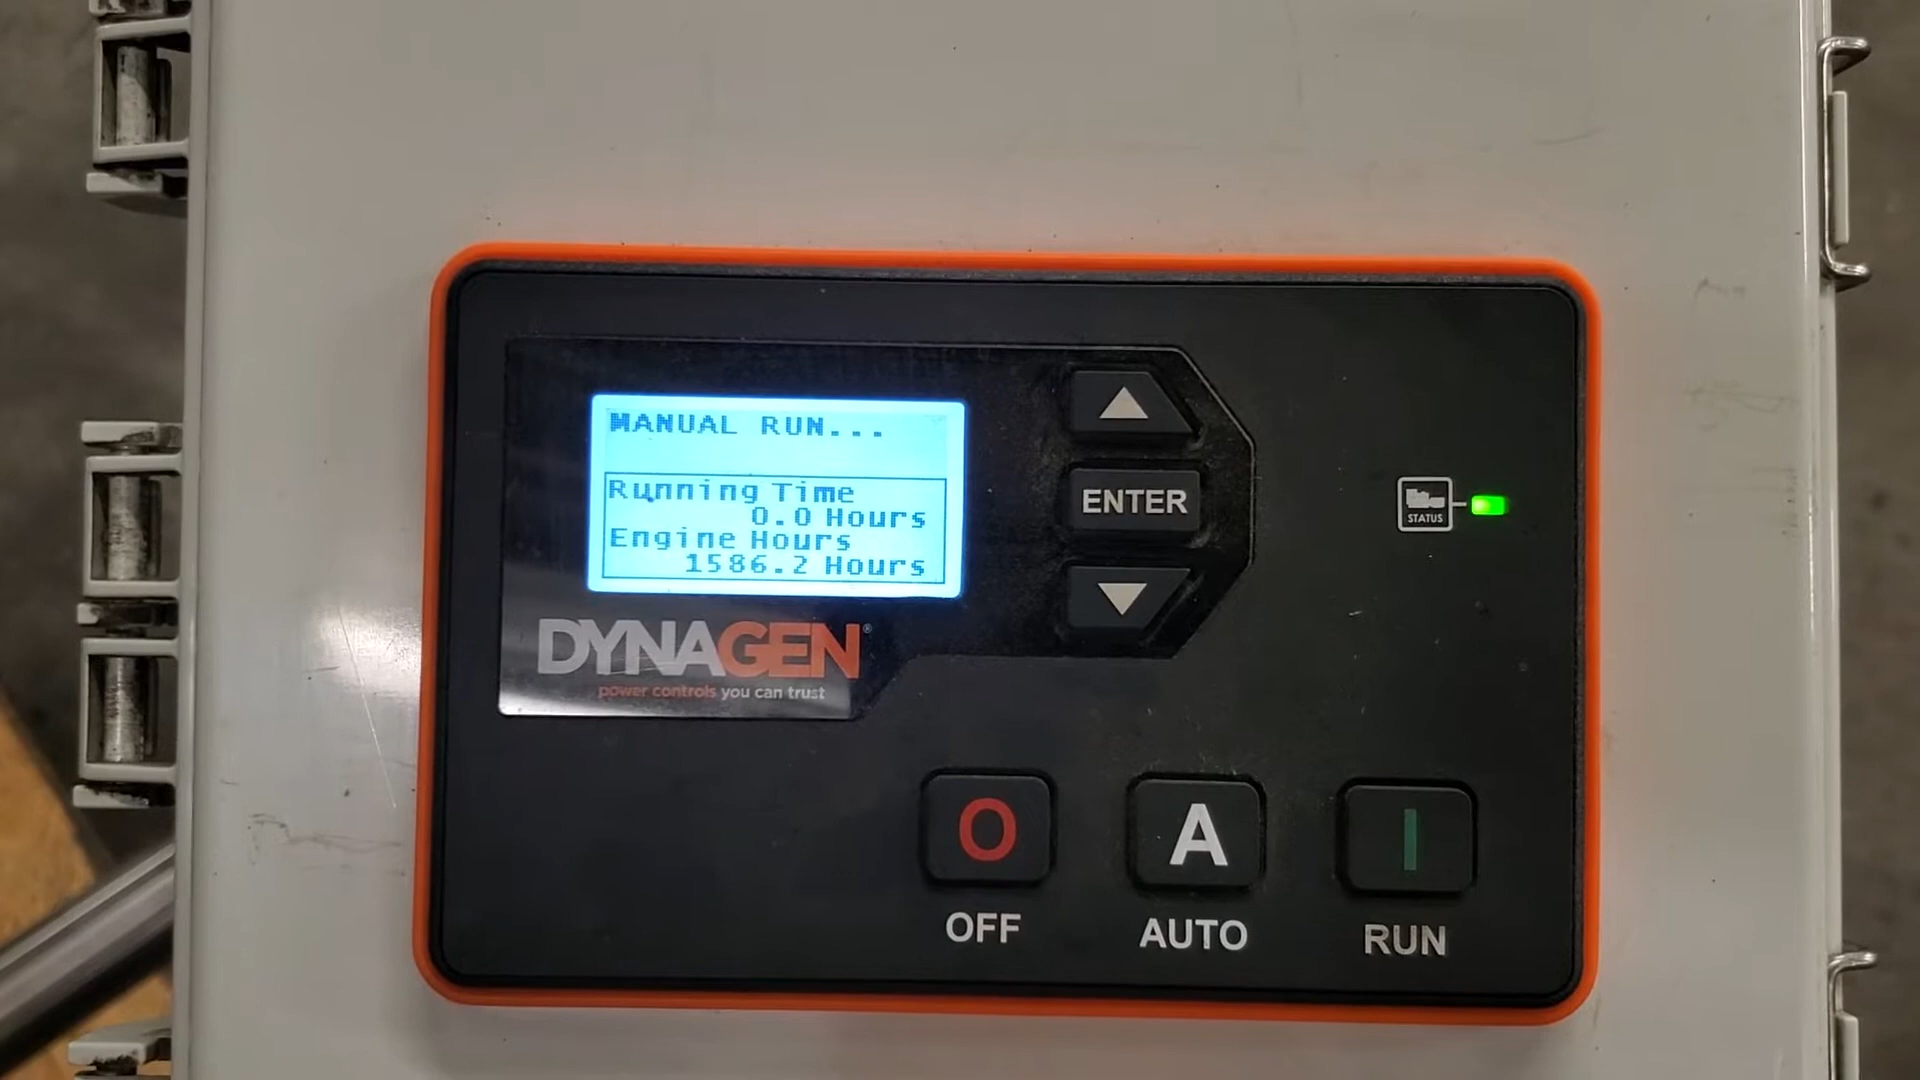 MANUAL RUN...
Running Time
0.0 Hours
Engine Hours
1586.2 Hours
ENTER
STATUS
DYNAGEN®
power controls you can trust
O
A
I
OFF
AUTO
RUN